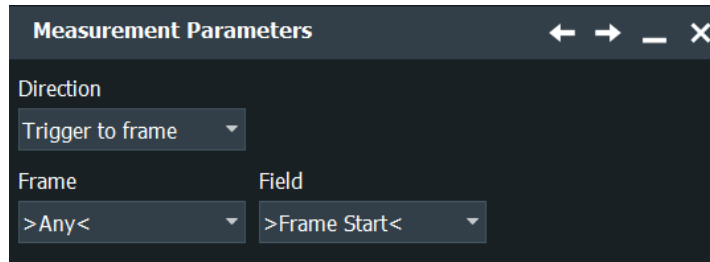 Measurement Parameters
Direction
Trigger to frame
Frame Field
>Any< >Frame Start<